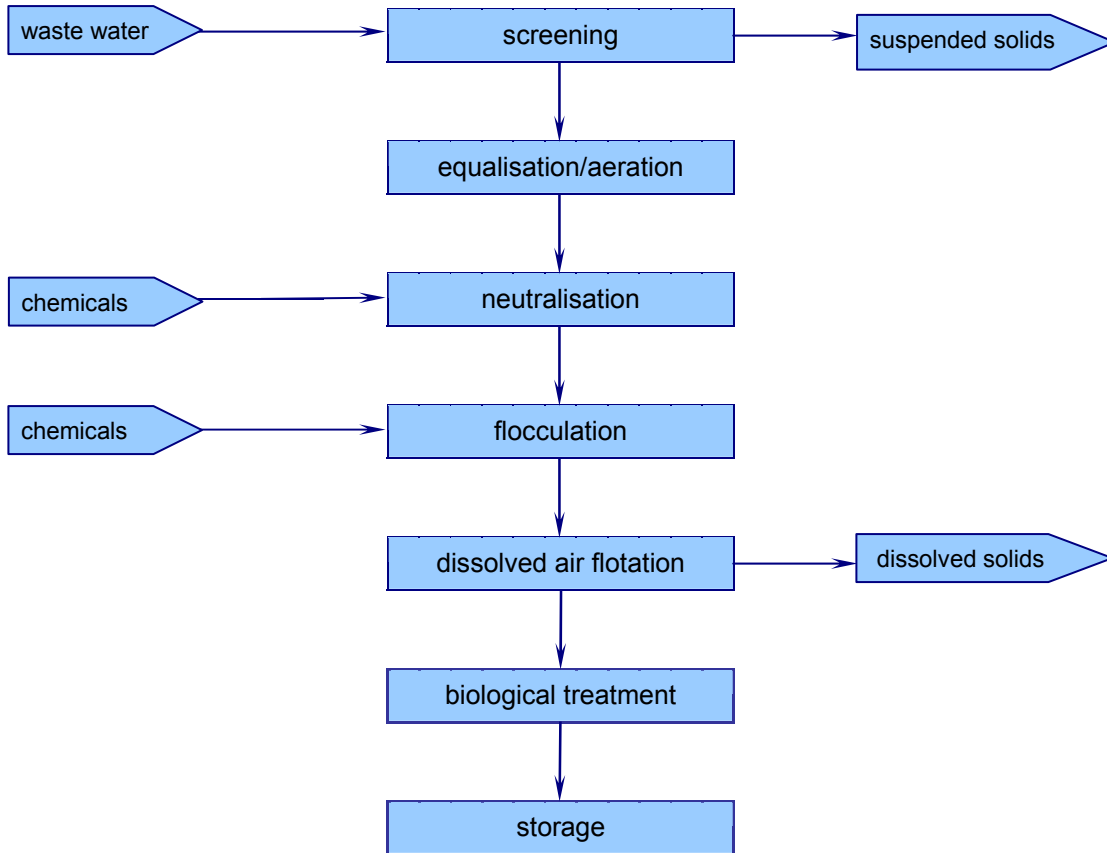 waste water
screening
suspended solids
equalisation/aeration
chemicals
neutralisation
chemicals
flocculation
dissolved air flotation
dissolved solids
biological treatment
storage